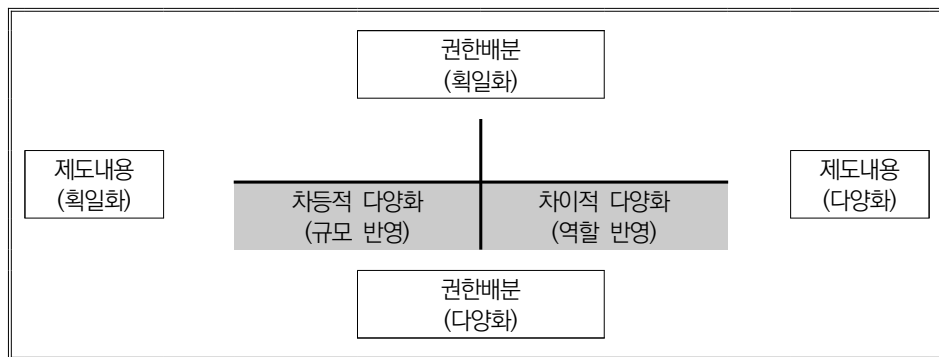 권한배분
(획일화)
제도내용
(획일화)
제도내용
(다양화)
차등적 다양화
(규모 반영)
차이적 다양화
(역할 반영)
권한배분
(다양화)